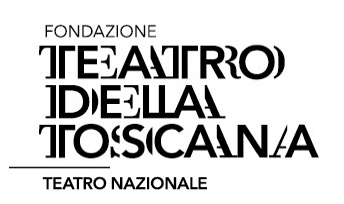 FONDAZIONE
TEATRO
DELLA
TOSCANA
TEATRO NAZIONALE